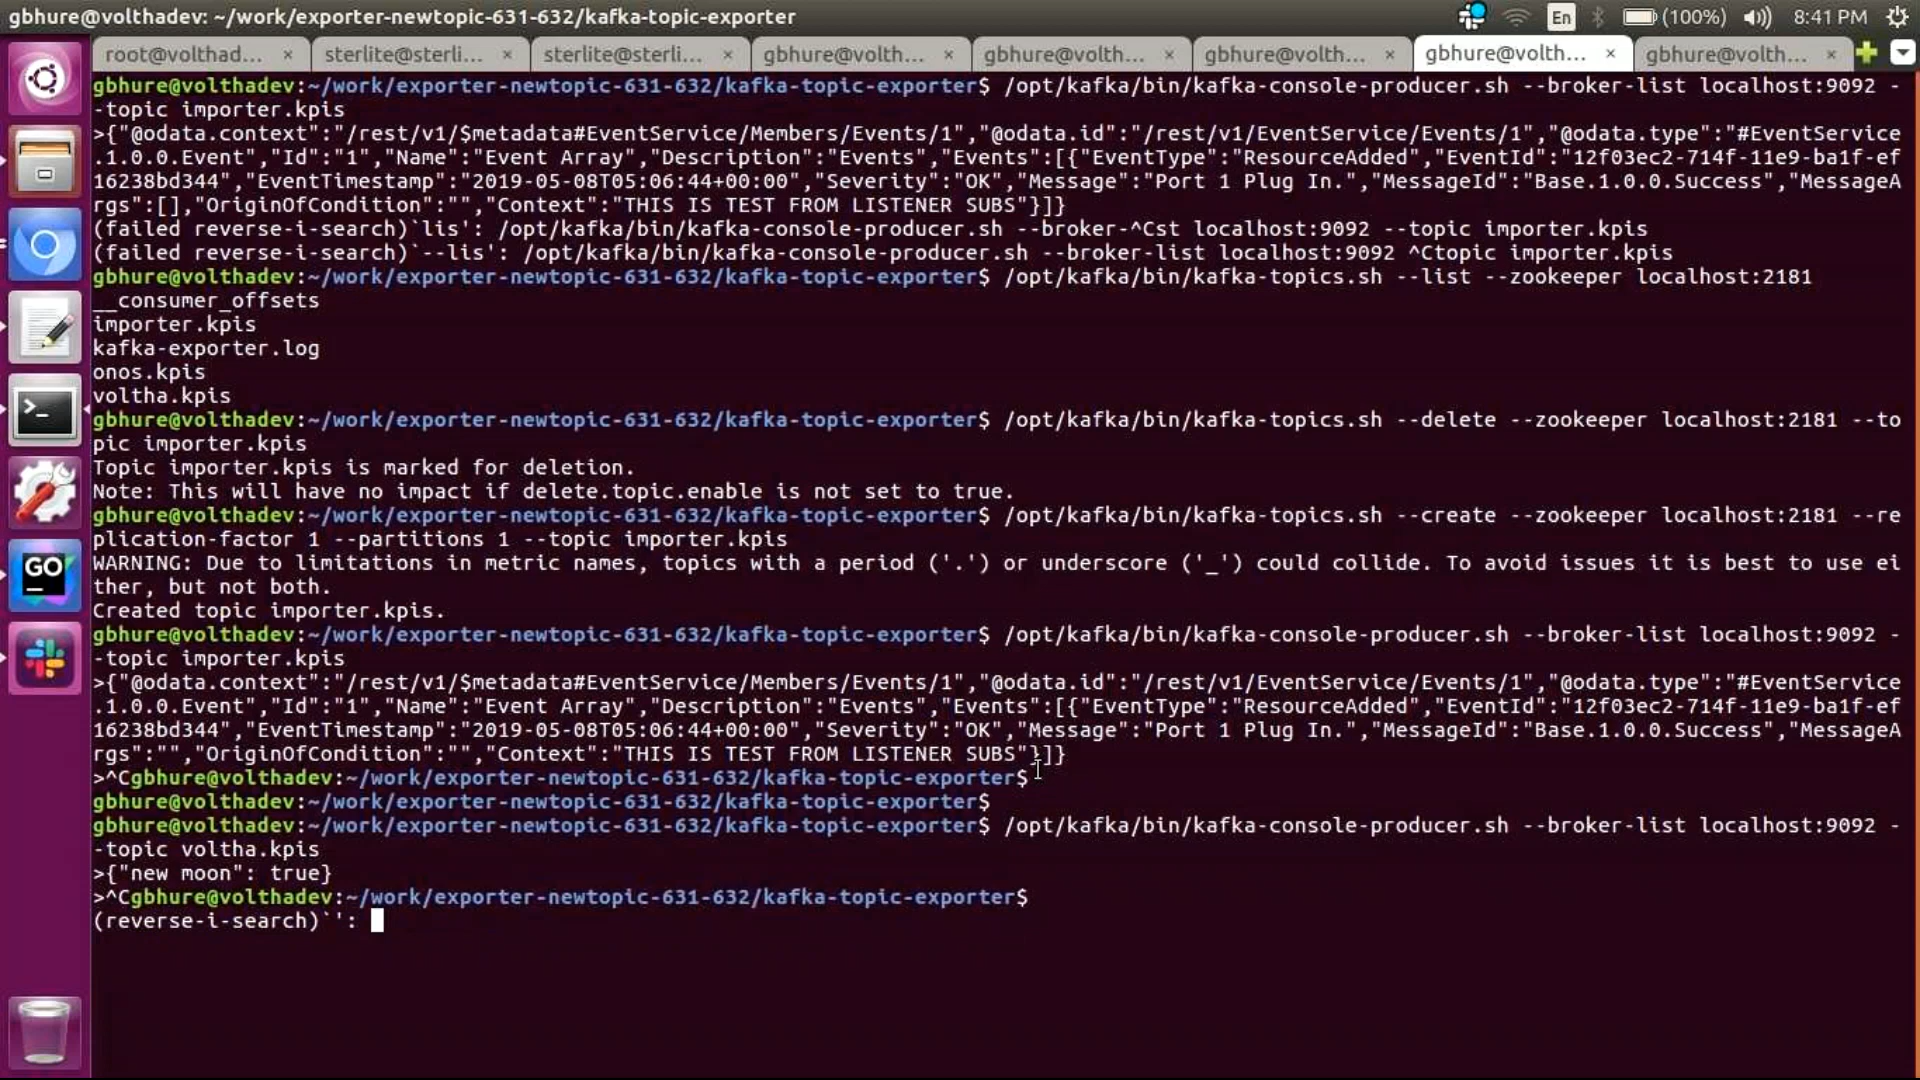 gbhure@volthadev: ~/work/exporter-newtopic-631-632/kafka-topic-exporter
En
(100%)
8:41 PM
root@volthad... ×
sterlite@sterli... ×
sterlite@sterli... ×
gbhure@volth... ×
gbhure@volth... ×
gbhure@volth... ×
gbhure@volth... ×
gbhure@volth... ×
gbhure@volthadev:~/work/exporter-newtopic-631-632/kafka-topic-exporter$ /opt/kafka/bin/kafka-console-producer.sh --broker-list localhost:9092 -
-topic importer.kpis
>{"@odata.context":"/rest/v1/$metadata#EventService/Members/Events/1","@odata.id":"/rest/v1/EventService/Events/1","@odata.type":"#EventService
.1.0.0.Event","Id":"1","Name":"Event Array","Description":"Events","Events":[{"EventType":"ResourceAdded","EventId":"12f03ec2-714f-11e9-ba1f-ef
16238bd344","EventTimestamp":"2019-05-08T05:06:44+00:00","Severity":"OK","Message":"Port 1 Plug In.","MessageId":"Base.1.0.0.Success","MessageA
rgs":[],"OriginOfCondition":"","Context":"THIS IS TEST FROM LISTENER SUBS"}]}
(failed reverse-i-search)`lis': /opt/kafka/bin/kafka-console-producer.sh --broker-^Cst localhost:9092 --topic importer.kpis
(failed reverse-i-search)`--lis': /opt/kafka/bin/kafka-console-producer.sh --broker-list localhost:9092 ^Ctopic importer.kpis
gbhure@volthadev:~/work/exporter-newtopic-631-632/kafka-topic-exporter$ /opt/kafka/bin/kafka-topics.sh --list --zookeeper localhost:2181
__consumer_offsets
importer.kpis
kafka-exporter.log
onos.kpis
voltha.kpis
gbhure@volthadev:~/work/exporter-newtopic-631-632/kafka-topic-exporter$ /opt/kafka/bin/kafka-topics.sh --delete --zookeeper localhost:2181 --to
pic importer.kpis
Topic importer.kpis is marked for deletion.
Note: This will have no impact if delete.topic.enable is not set to true.
gbhure@volthadev:~/work/exporter-newtopic-631-632/kafka-topic-exporter$ /opt/kafka/bin/kafka-topics.sh --create --zookeeper localhost:2181 --re
plication-factor 1 --partitions 1 --topic importer.kpis
WARNING: Due to limitations in metric names, topics with a period ('.') or underscore ('_') could collide. To avoid issues it is best to use ei
ther, but not both.
Created topic importer.kpis.
gbhure@volthadev:~/work/exporter-newtopic-631-632/kafka-topic-exporter$ /opt/kafka/bin/kafka-console-producer.sh --broker-list localhost:9092 -
-topic importer.kpis
>{"@odata.context":"/rest/v1/$metadata#EventService/Members/Events/1","@odata.id":"/rest/v1/EventService/Events/1","@odata.type":"#EventService
.1.0.0.Event","Id":"1","Name":"Event Array","Description":"Events","Events":[{"EventType":"ResourceAdded","EventId":"12f03ec2-714f-11e9-ba1f-ef
16238bd344","EventTimestamp":"2019-05-08T05:06:44+00:00","Severity":"OK","Message":"Port 1 Plug In.","MessageId":"Base.1.0.0.Success","MessageA
rgs":"","OriginOfCondition":"","Context":"THIS IS TEST FROM LISTENER SUBS"}]}
>^Cgbhure@volthadev:~/work/exporter-newtopic-631-632/kafka-topic-exporter$
gbhure@volthadev:~/work/exporter-newtopic-631-632/kafka-topic-exporter$
gbhure@volthadev:~/work/exporter-newtopic-631-632/kafka-topic-exporter$ /opt/kafka/bin/kafka-console-producer.sh --broker-list localhost:9092 -
-topic voltha.kpis
>{"new moon": true}
>^Cgbhure@volthadev:~/work/exporter-newtopic-631-632/kafka-topic-exporter$
(reverse-i-search)`':
>_
GO